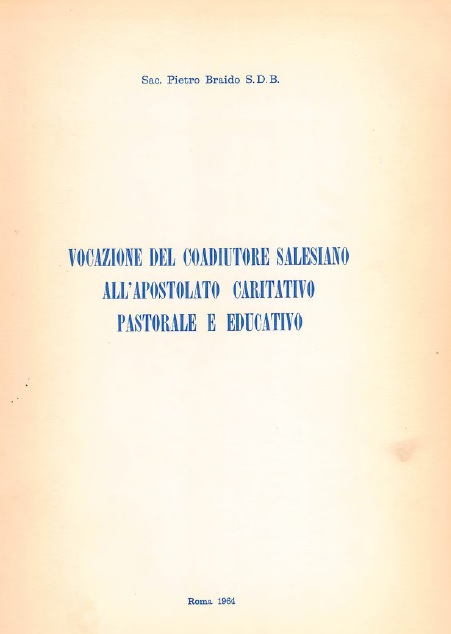 Sac. Pietro Braido S.D.B.
VOCAZIONE DEL COADIUTORE SALESIANO
ALL'APOSTOLATO CARITATIVO
PASTORALE E EDUCATIVO
Roma 1964